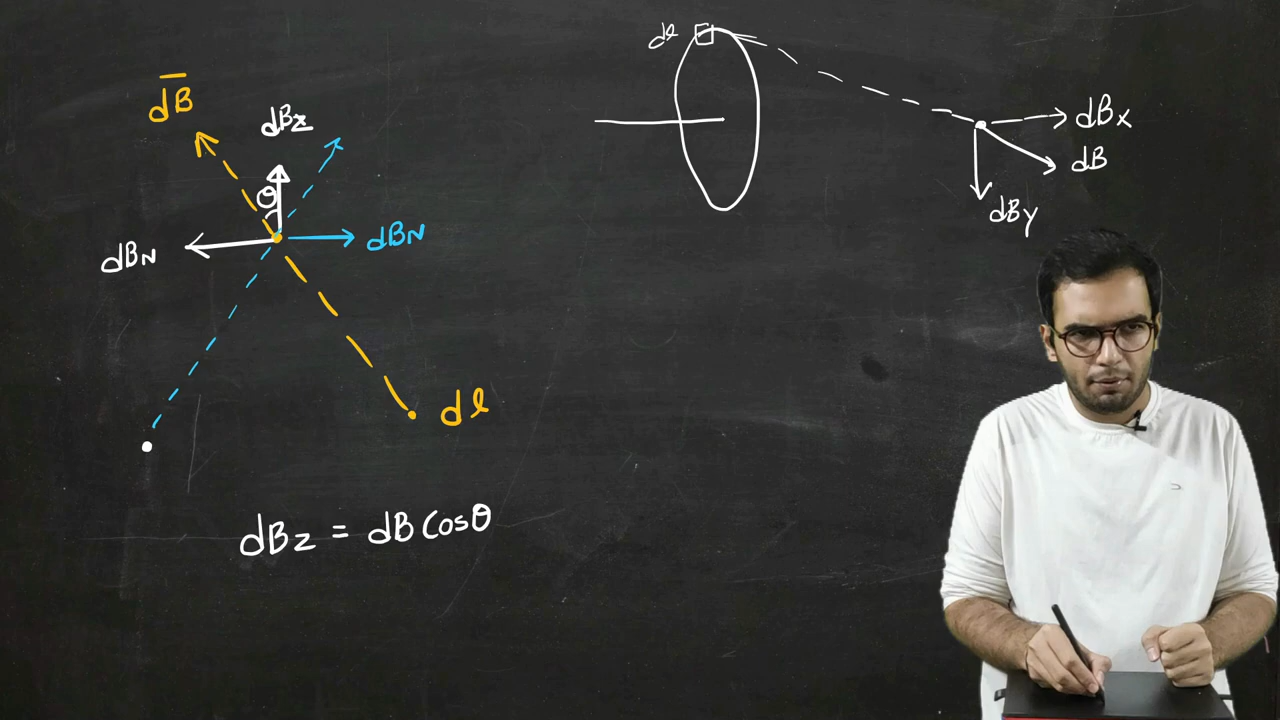 dB
dBz
θ
dBN
dBN
dl
dBz = dB Cosθ
dl
dBx
dB
dBy